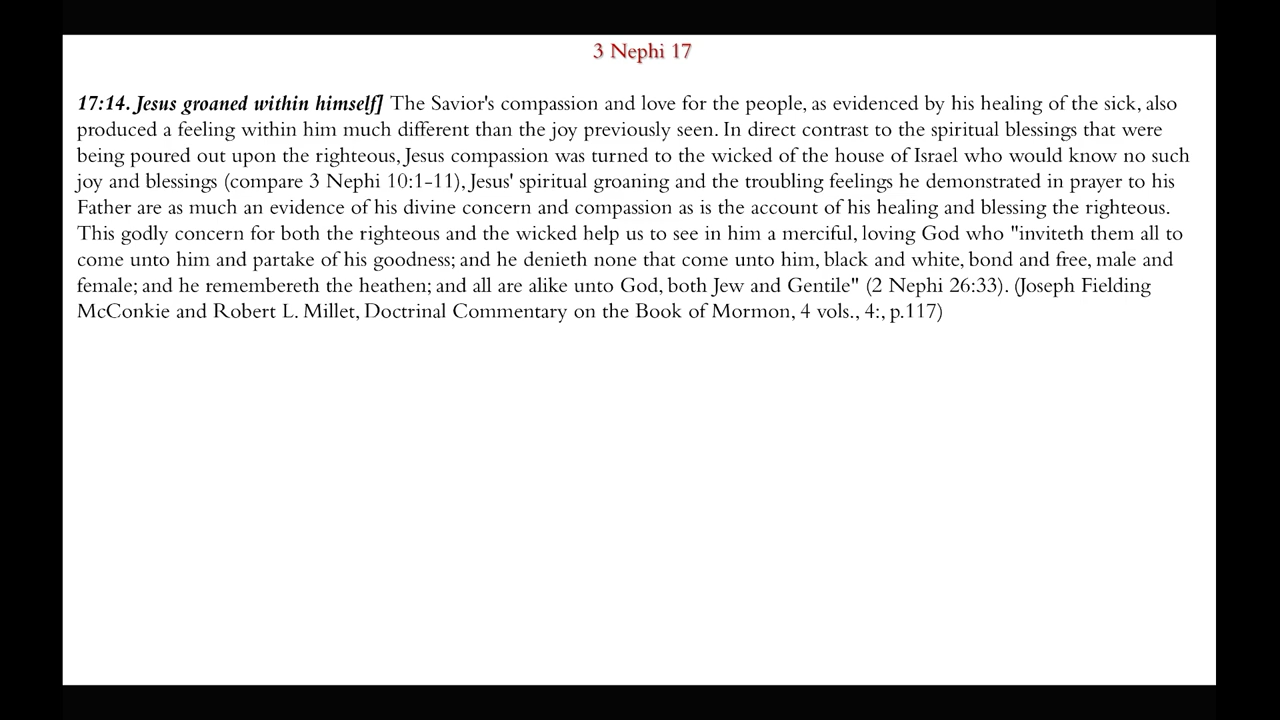 3 Nephi 17
17:14. Jesus groaned within himself] The Savior's compassion and love for the people, as evidenced by his healing of the sick, also
produced a feeling within him much different than the joy previously seen. In direct contrast to the spiritual blessings that were
being poured out upon the righteous, Jesus compassion was turned to the wicked of the house of Israel who would know no such
joy and blessings (compare 3 Nephi 10:1-11), Jesus' spiritual groaning and the troubling feelings he demonstrated in prayer to his
Father are as much an evidence of his divine concern and compassion as is the account of his healing and blessing the righteous.
This godly concern for both the righteous and the wicked help us to see in him a merciful, loving God who "inviteth them all to
come unto him and partake of his goodness; and he denieth none that come unto him, black and white, bond and free, male and
female; and he remembereth the heathen; and all are alike unto God, both Jew and Gentile" (2 Nephi 26:33). (Joseph Fielding
McConkie and Robert L. Millet, Doctrinal Commentary on the Book of Mormon, 4 vols., 4:, p.117)